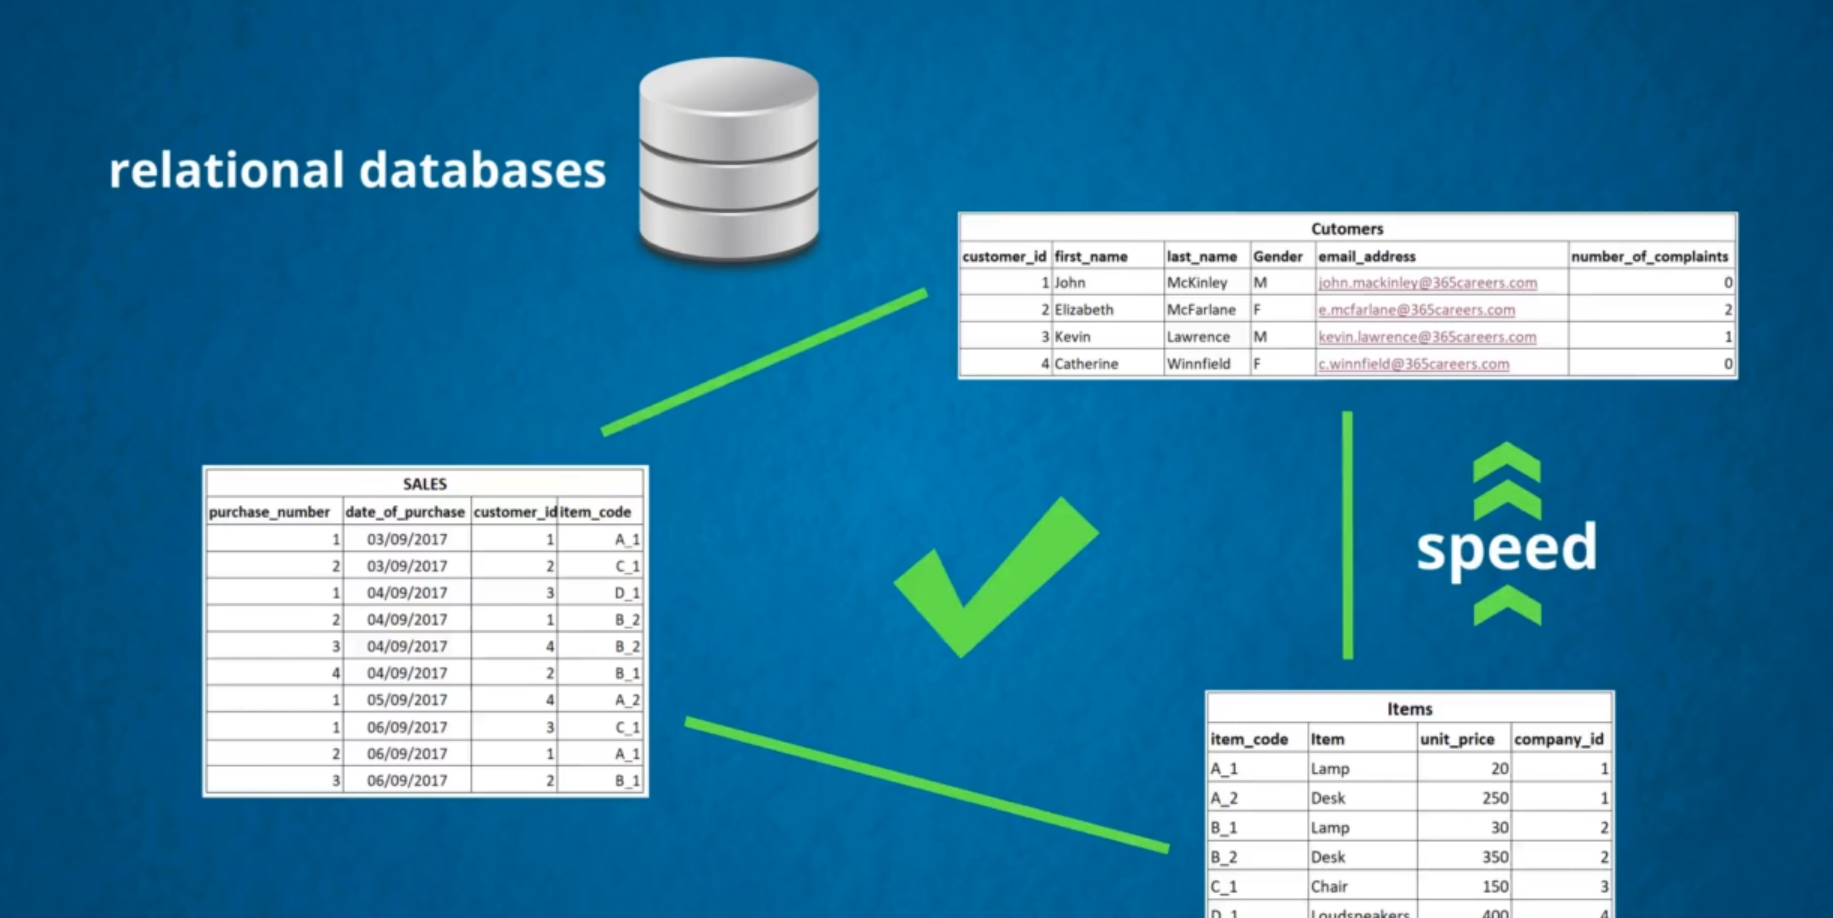 relational databases
Cutomers
customer_id first_name last_name Gender email_address number_of_complaints
1 John McKinley M john.mackinley@365careers.com 0
2 Elizabeth McFarlane F e.mcfarlane@365careers.com 2
3 Kevin Lawrence M kevin.lawrence@365careers.com 1
4 Catherine Winnfield F c.winnfield@365careers.com 0
SALES
purchase_number date_of_purchase customer_id item_code
1 03/09/2017 1 A_1
2 03/09/2017 2 C_1
1 04/09/2017 3 D_1
2 04/09/2017 1 B_2
3 04/09/2017 4 B_2
4 04/09/2017 2 B_1
1 05/09/2017 4 A_2
1 06/09/2017 3 C_1
2 06/09/2017 1 A_1
3 06/09/2017 2 B_1
speed
Items
item_code Item unit_price company_id
A_1 Lamp 20 1
A_2 Desk 250 1
B_1 Lamp 30 2
B_2 Desk 350 2
C_1 Chair 150 3
D_1 Loudspeakers 400 4